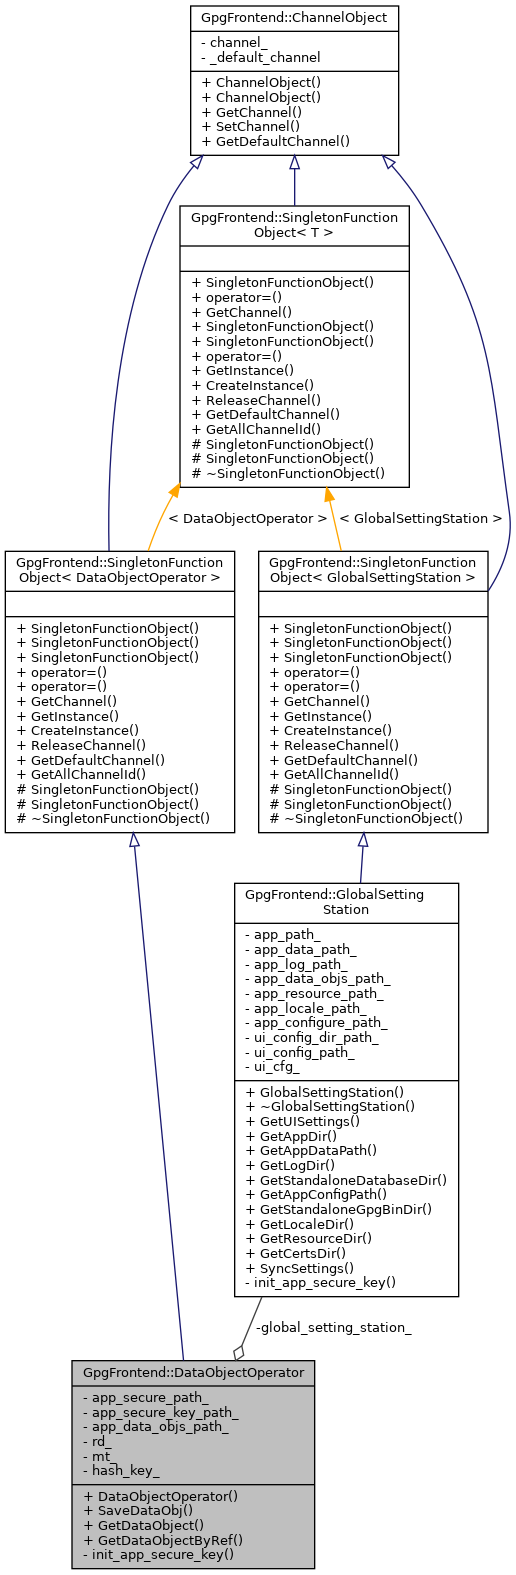 GpgFrontend::ChannelObject
- channel_
- _default_channel
+ ChannelObject()
+ ChannelObject()
+ GetChannel()
+ SetChannel()
+ GetDefaultChannel()
GpgFrontend::SingletonFunction
Object< T >
+ SingletonFunctionObject()
+ operator=()
+ GetChannel()
+ SingletonFunctionObject()
+ SingletonFunctionObject()
+ operator=()
+ GetInstance()
+ CreateInstance()
+ ReleaseChannel()
+ GetDefaultChannel()
+ GetAllChannelId()
# SingletonFunctionObject()
# SingletonFunctionObject()
# ~SingletonFunctionObject()
< DataObjectOperator >
< GlobalSettingStation >
GpgFrontend::SingletonFunction
Object< DataObjectOperator >
+ SingletonFunctionObject()
+ SingletonFunctionObject()
+ SingletonFunctionObject()
+ operator=()
+ operator=()
+ GetChannel()
+ GetInstance()
+ CreateInstance()
+ ReleaseChannel()
+ GetDefaultChannel()
+ GetAllChannelId()
# SingletonFunctionObject()
# SingletonFunctionObject()
# ~SingletonFunctionObject()
GpgFrontend::SingletonFunction
Object< GlobalSettingStation >
+ SingletonFunctionObject()
+ SingletonFunctionObject()
+ SingletonFunctionObject()
+ operator=()
+ operator=()
+ GetChannel()
+ GetInstance()
+ CreateInstance()
+ ReleaseChannel()
+ GetDefaultChannel()
+ GetAllChannelId()
# SingletonFunctionObject()
# SingletonFunctionObject()
# ~SingletonFunctionObject()
GpgFrontend::GlobalSetting
Station
- app_path_
- app_data_path_
- app_log_path_
- app_data_objs_path_
- app_resource_path_
- app_locale_path_
- app_configure_path_
- ui_config_dir_path_
- ui_config_path_
- ui_cfg_
+ GlobalSettingStation()
+ ~GlobalSettingStation()
+ GetUISettings()
+ GetAppDir()
+ GetAppDataPath()
+ GetLogDir()
+ GetStandaloneDatabaseDir()
+ GetAppConfigPath()
+ GetStandaloneGpgBinDir()
+ GetLocaleDir()
+ GetResourceDir()
+ GetCertsDir()
+ SyncSettings()
- init_app_secure_key()
-global_setting_station_
GpgFrontend::DataObjectOperator
- app_secure_path_
- app_secure_key_path_
- app_data_objs_path_
- rd_
- mt_
- hash_key_
+ DataObjectOperator()
+ SaveDataObj()
+ GetDataObject()
+ GetDataObjectByRef()
- init_app_secure_key()